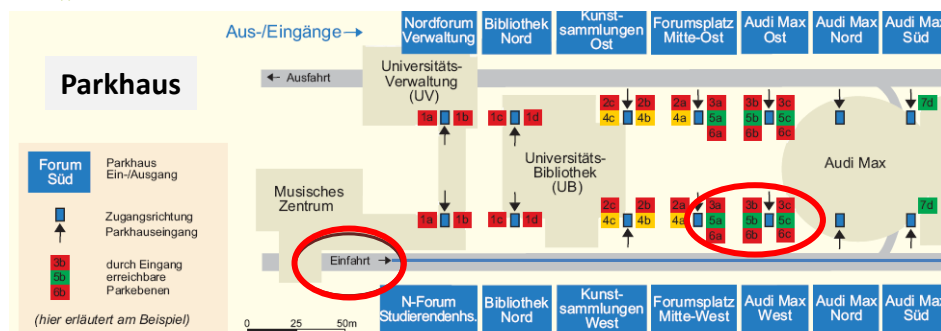 Aus-/Eingänge
Nordforum
Verwaltung
Bibliothek
Nord
Kunst-
sammlungen
Ost
Forumsplatz
Mitte-Ost
Audi Max
Ost
Audi Max
Nord
Audi Max
Süd
Parkhaus
← Ausfahrt
Universitäts-
Verwaltung
(UV)
1a 1b
1c 1d
2c 2b
4c 4b
2a 3a
4a 5a
6a
3b 3c
5b 5c
6b 6c
7d
Forum
Süd
Parkhaus
Ein-/Ausgang
Zugangsrichtung
Parkhauseingang
3b
5b
6b
durch Eingang
erreichbare
Parkebenen
(hier erläutert am Beispiel)
Universitäts-
Bibliothek
(UB)
Audi Max
Musisches
Zentrum
1a 1b
1c 1d
2c 2b
4c 4b
2a 3a
4a 5a
6a
3b 3c
5b 5c
6b 6c
7d
Einfahrt
0 25 50m
N-Forum
Studierendenhs.
Bibliothek
Nord
Kunst-
sammlungen
West
Forumsplatz
Mitte-West
Audi Max
West
Audi Max
Nord
Audi Max
Süd